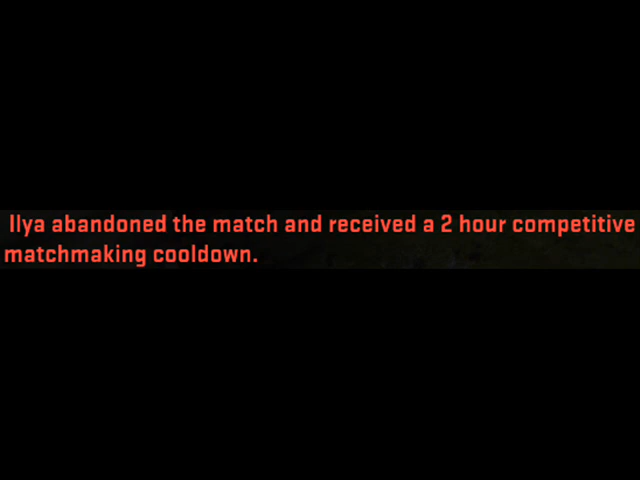 Ilya abandoned the match and received a 2 hour competitive
matchmaking cooldown.